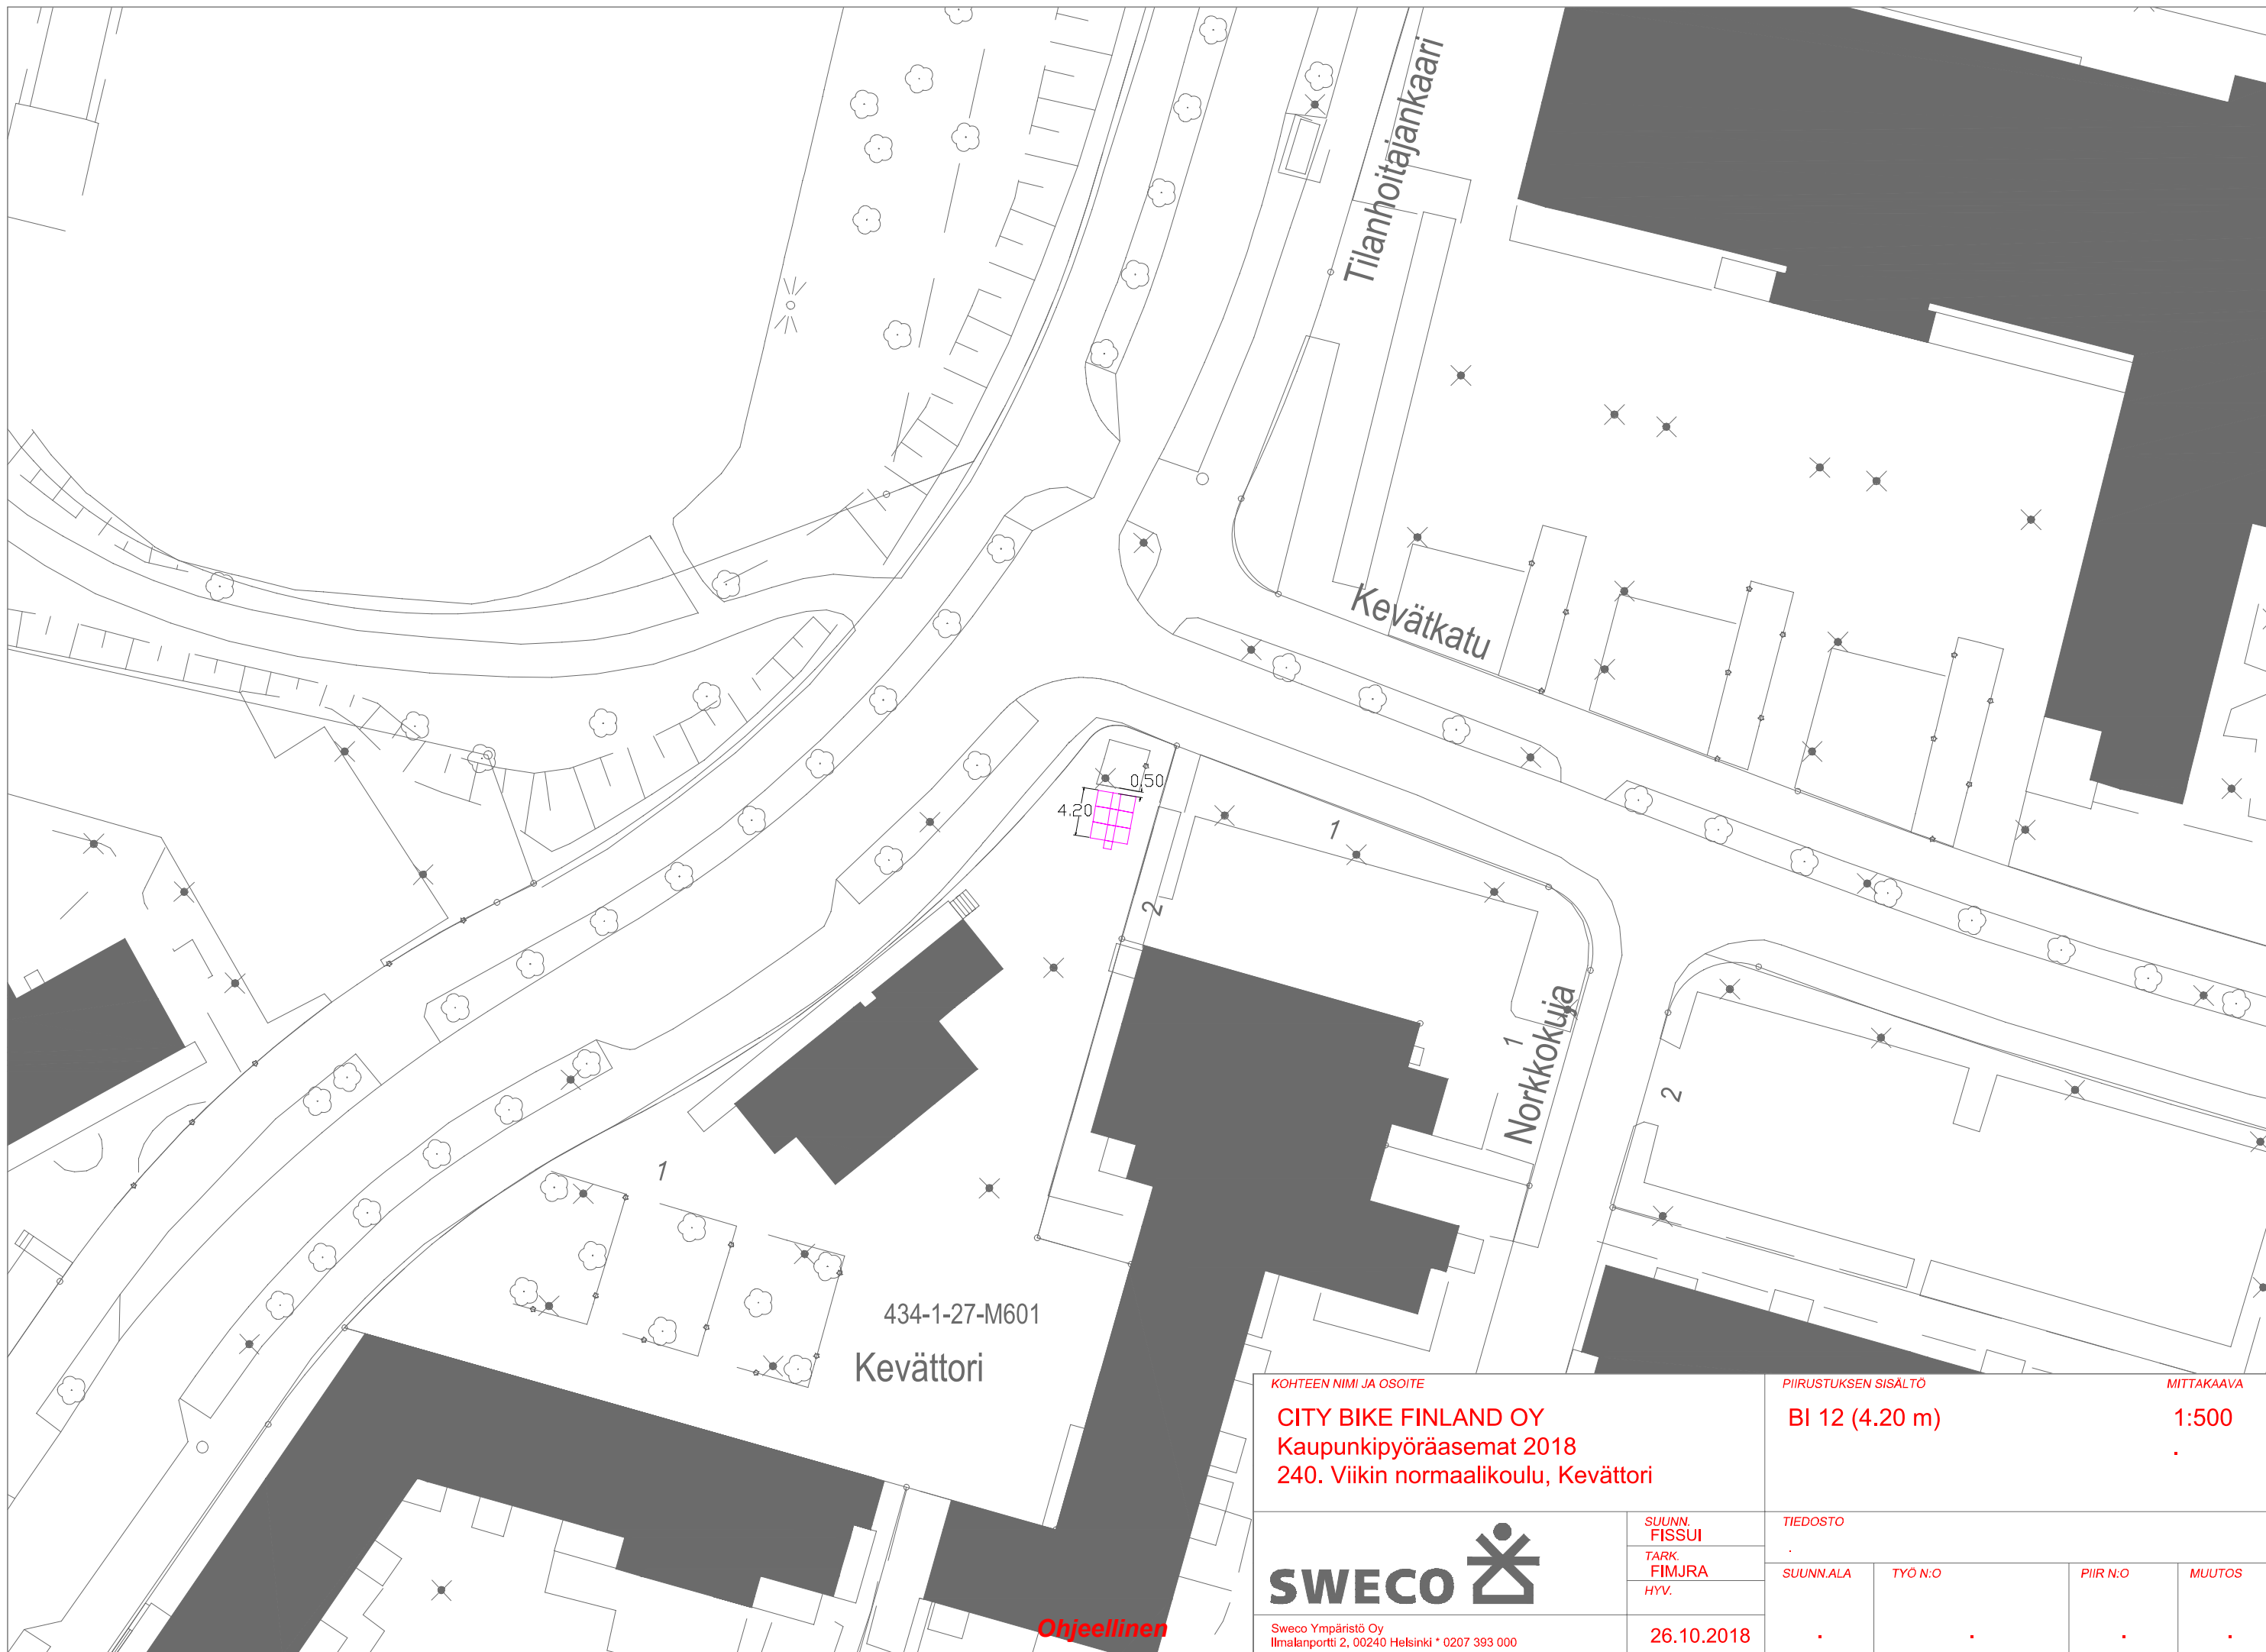 Tilanhoitajankaari
Kevätkatu
0,50
4.20
1
2
1
Norkkokuja
2
1
434-1-27-M601
Kevättori
KOHTEEN NIMI JA OSOITE
CITY BIKE FINLAND OY
Kaupunkipyöräasemat 2018
240. Viikin normaalikoulu, Kevättori
PIIRUSTUKSEN SISÄLTÖ
MITTAKAAVA
BI 12 (4.20 m)
1:500
.
SWECO
SUUNN.
FISSUI
TARK.
FIMJRA
HYV.
TIEDOSTO
.
SUUNN.ALA
TYÖ N:O
PIIR N:O
MUUTOS
Sweco Ympäristö Oy
Ilmalanportti 2, 00240 Helsinki * 0207 393 000
26.10.2018
. . . .
Ohjeellinen